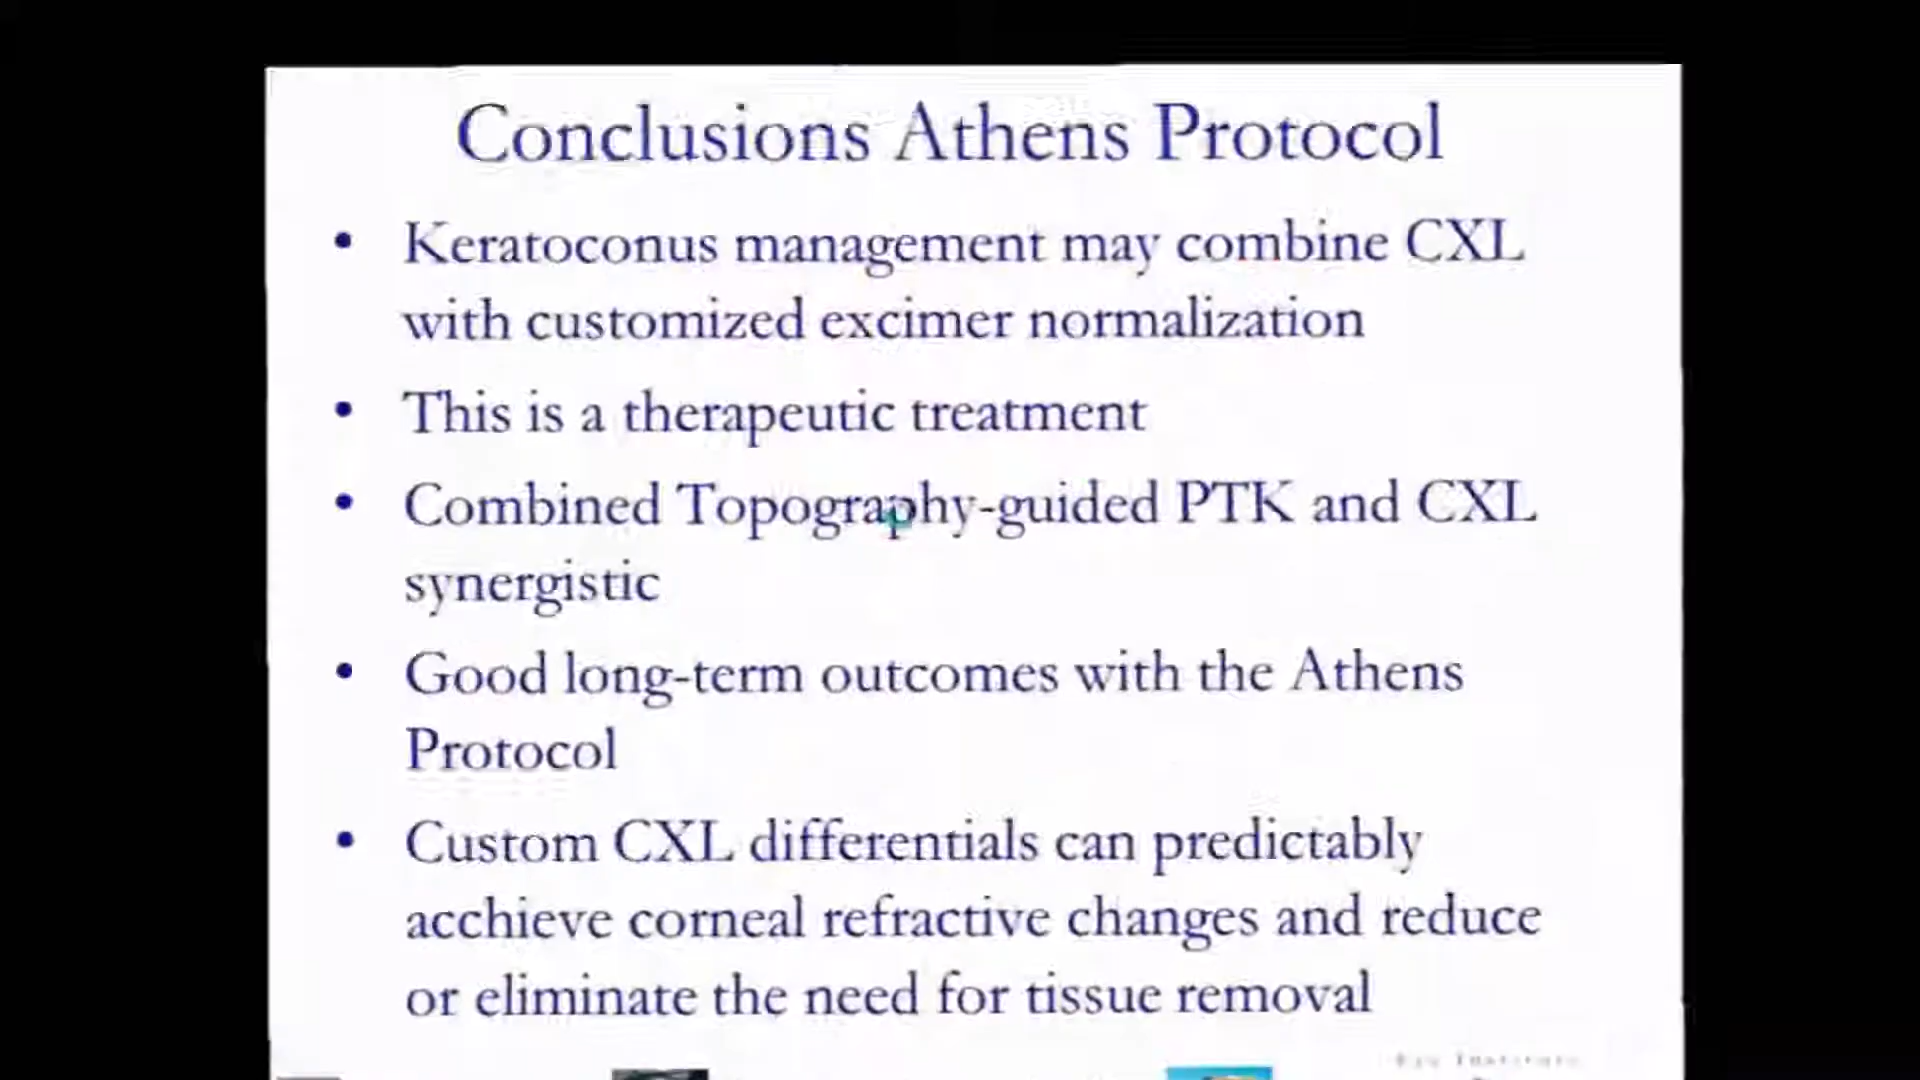 Conclusions Athens Protocol
• Keratoconus management may combine CXL
with customized excimer normalization
• This is a therapeutic treatment
• Combined Topography-guided PTK and CXL
synergistic
• Good long-term outcomes with the Athens
Protocol
• Custom CXL differentials can predictably
acchieve corneal refractive changes and reduce
or eliminate the need for tissue removal